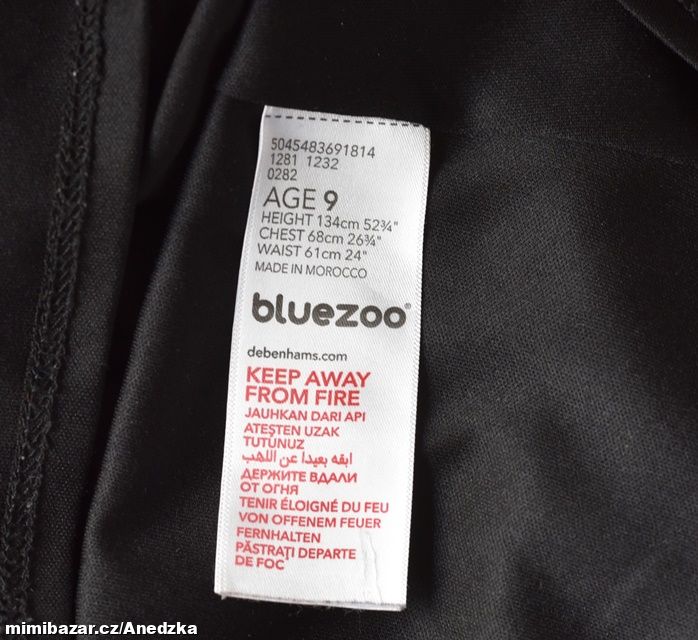 5045483691814
1281 1232
0282
AGE 9
HEIGHT 134cm 52¾"
CHEST 68cm 26¾"
WAIST 61cm 24"
MADE IN MOROCCO
bluezoo®
debenhams.com
KEEP AWAY
FROM FIRE
JAUHKAN DARI API
ATEŞTEN UZAK
TUTUNUZ
ابقه بعيدا عن اللهب
ДЕРЖИТЕ ВДАЛИ
ОТ ОГНЯ
TENIR ÉLOIGNÉ DU FEU
VON OFFENEM FEUER
FERNHALTEN
PĂSTRAŢI DEPARTE
DE FOC
mimibazar.cz/Anedzka